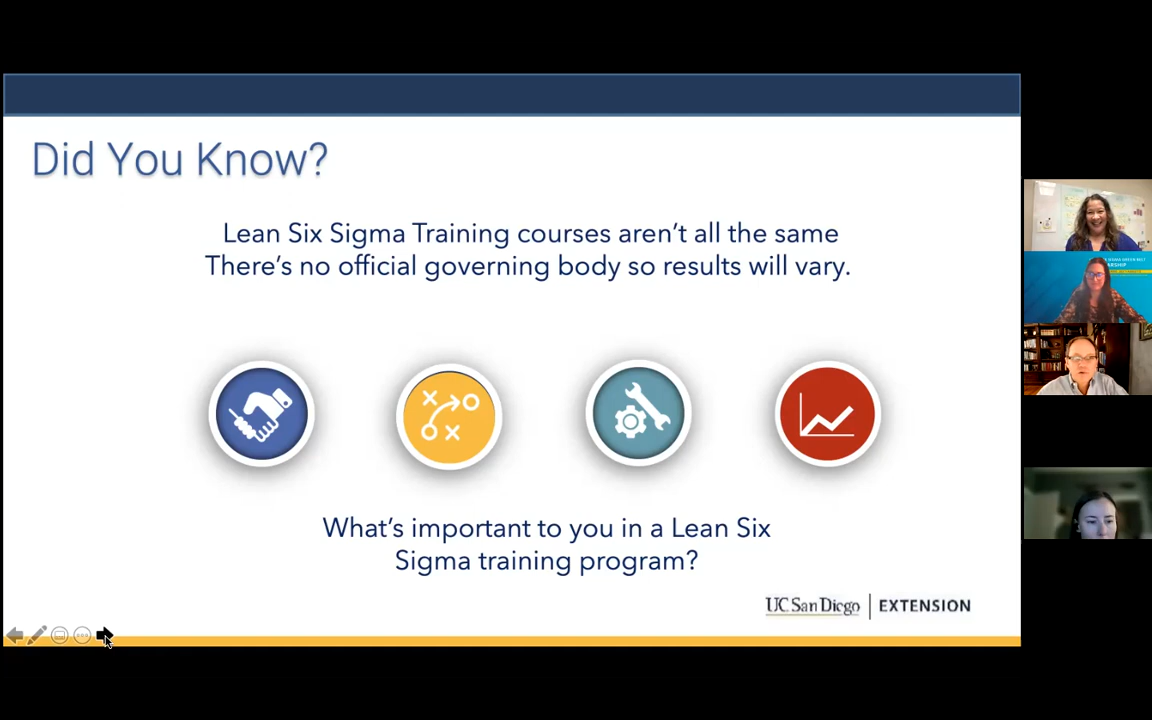 Did You Know?
Lean Six Sigma Training courses aren't all the same
There's no official governing body so results will vary.
What's important to you in a Lean Six
Sigma training program?
UC San Diego | EXTENSION